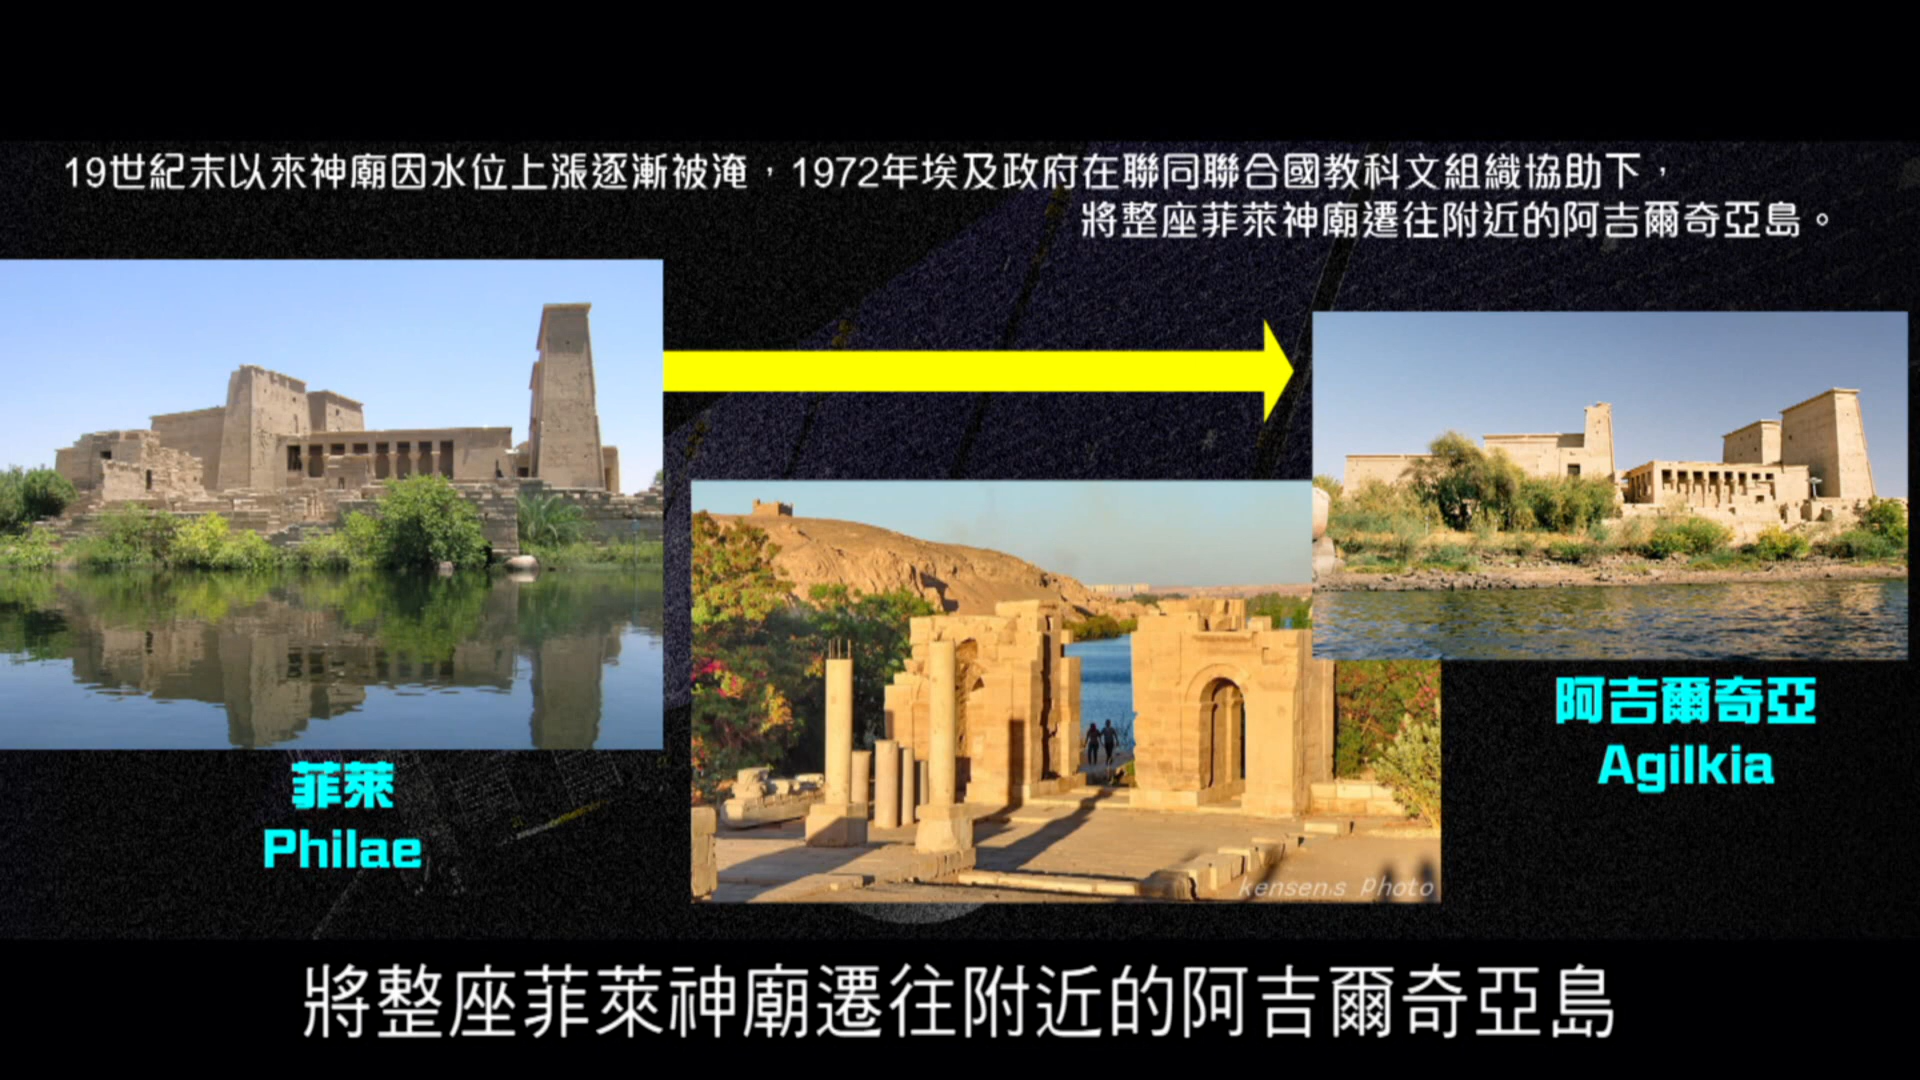 19世紀末以來神廟因水位上漲逐漸被淹，1972年埃及政府在聯同聯合國教科文組織協助下，
將整座菲萊神廟遷往附近的阿吉爾奇亞島。
菲萊
Philae
阿吉爾奇亞
Agilkia
kensen's Photo
將整座菲萊神廟遷往附近的阿吉爾奇亞島